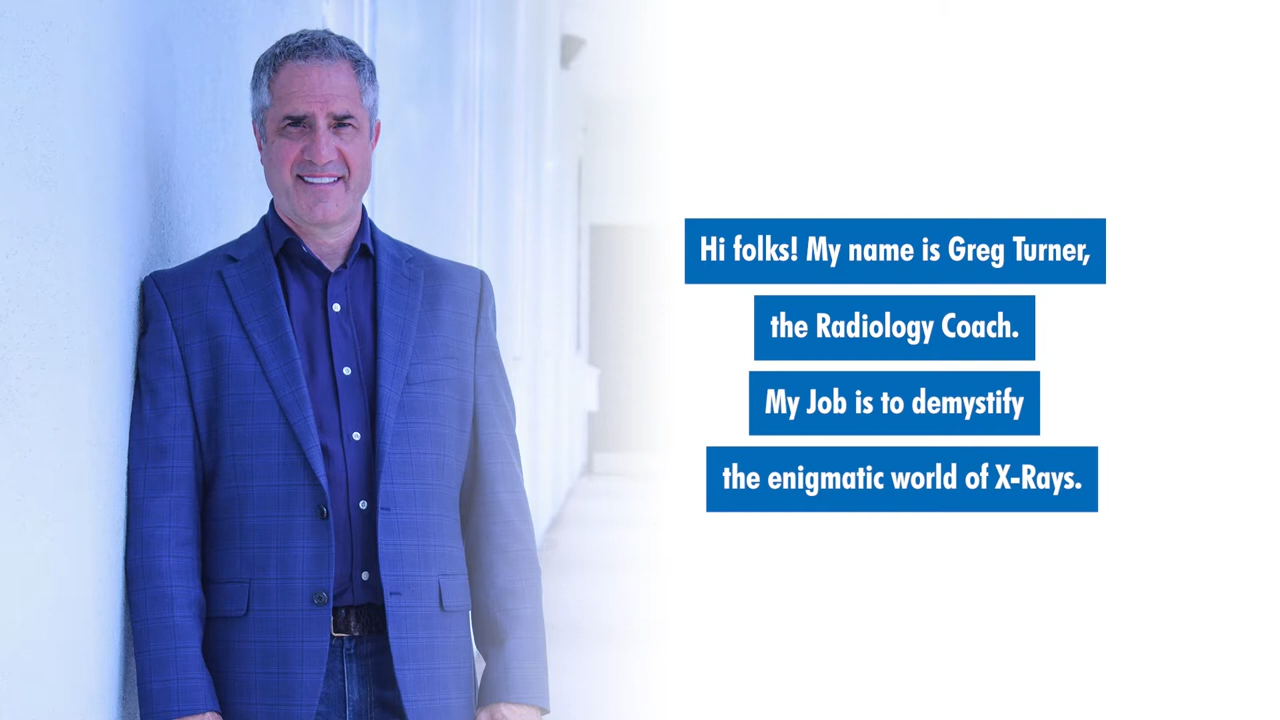 Hi folks! My name is Greg Turner,
the Radiology Coach.
My Job is to demystify
the enigmatic world of X-Rays.